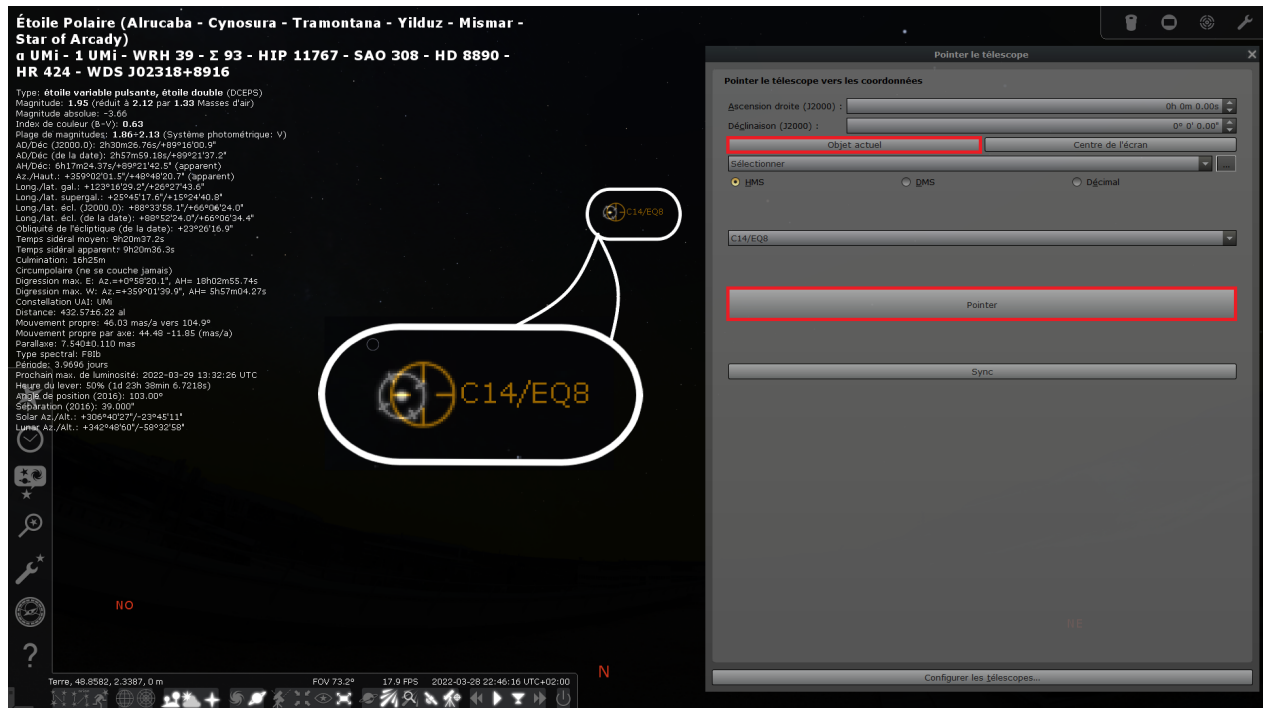 Étoile Polaire (Alrucaba - Cynosura - Tramontana - Yilduz - Mismar -
Star of Arcady)
α UMi - 1 UMi - WRH 39 - Σ 93 - HIP 11767 - SAO 308 - HD 8890 -
HR 424 - WDS J02318+8916
Type: étoile variable pulsante, étoile double (DCEPS)
Magnitude: 1.95 (réduit à 2.12 par 1.33 Masses d'air)
Magnitude absolue: -3.66
Index de couleur (B-V): 0.63
Plage de magnitudes: 1.86÷2.13 (Système photométrique: V)
AD/Déc (J2000.0): 2h30m26.76s/+89°16'00.9"
AD/Déc (de la date): 2h57m59.18s/+89°21'37.2"
AH/Déc: 6h17m24.37s/+89°21'42.5" (apparent)
Az./Haut.: +359°02'01.5"/+48°48'20.7" (apparent)
Long./lat. gal.: +123°16'29.2"/+26°27'43.6"
Long./lat. supergal.: +25°45'17.6"/+15°24'40.8"
Long./lat. écl. (J2000.0): +88°33'58.1"/+66°06'24.0"
Long./lat. écl. (de la date): +88°52'24.0"/+66°06'34.4"
Obliquité de l'écliptique (de la date): +23°26'16.9"
Temps sidéral moyen: 9h20m37.2s
Temps sidéral apparent: 9h20m36.3s
Culmination: 16h25m
Circumpolaire (ne se couche jamais)
Digression max. E: Az.=+0°58'20.1", AH= 18h02m55.74s
Digression max. W: Az.=+359°01'39.9", AH= 5h57m04.27s
Constellation UAI: UMi
Distance: 432.57±6.22 al
Mouvement propre: 46.03 mas/a vers 104.9°
Mouvement propre par axe: 44.48 -11.85 (mas/a)
Parallaxe: 7.540±0.110 mas
Type spectral: F8Ib
Période: 3.9696 jours
Prochain max. de luminosité: 2022-03-29 13:32:26 UTC
Heure du lever: 50% (1d 23h 38min 6.7218s)
Angle de position (2016): 103.00°
Séparation (2016): 39.000"
Solar Az./Alt.: +306°40'27"/-23°45'11"
Lunar Az./Alt.: +342°48'60"/-58°32'58"
C14/EQ8
C14/EQ8
NO
N
NE
Terre, 48.8582, 2.3387, 0 m FOV 73.2° 17.9 FPS 2022-03-28 22:46:16 UTC+02:00
Pointer le télescope
Pointer le télescope vers les coordonnées
Ascension droite (J2000) : 0h 0m 0.00s
Déclinaison (J2000) : 0° 0' 0.00"
Objet actuel Centre de l'écran
Sélectionner ...
HMS DMS Décimal
C14/EQ8
Pointer
Sync
Configurer les télescopes...